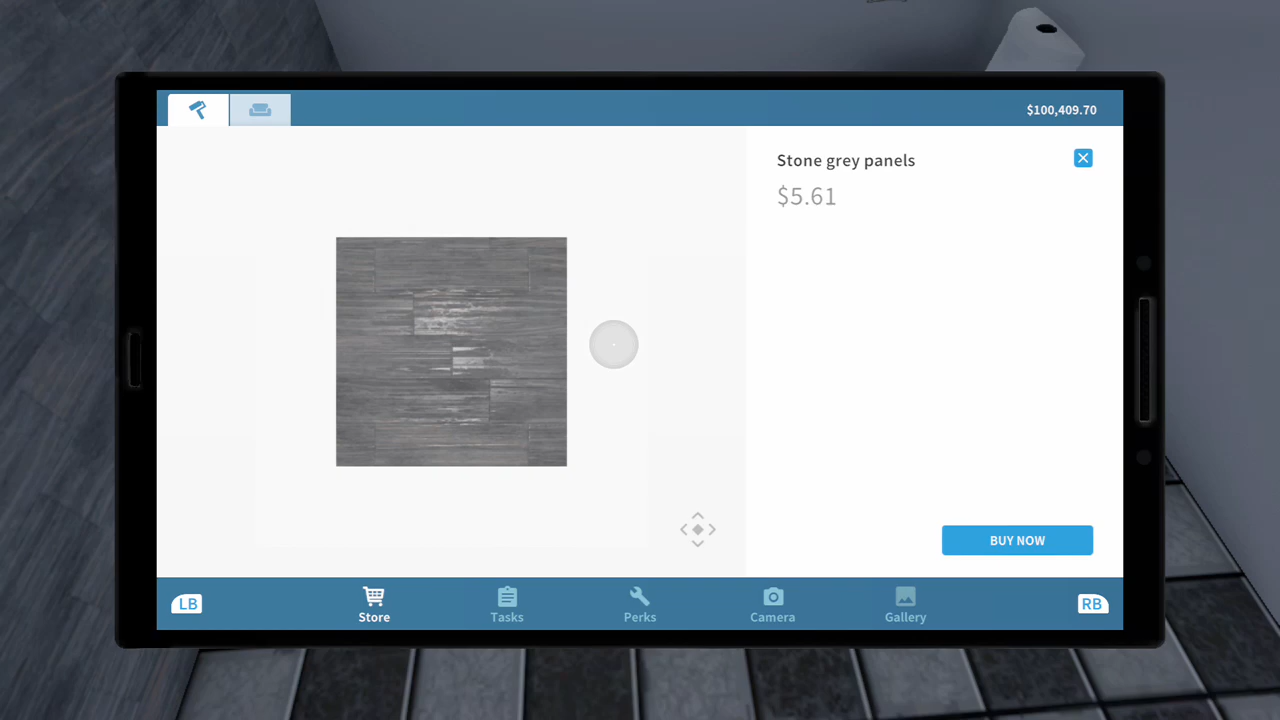 $100,409.70
Stone grey panels
$5.61
BUY NOW
LB
Store
Tasks
Perks
Camera
Gallery
RB